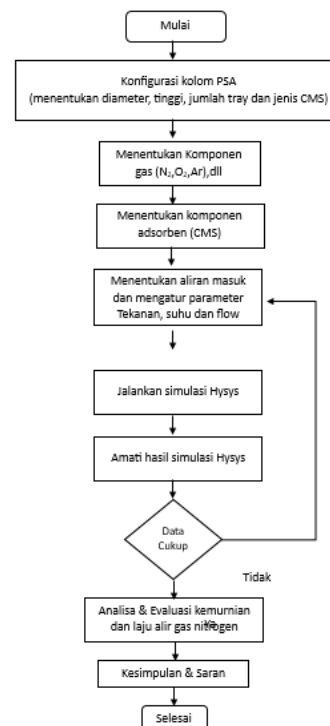 Mulai
Konfigurasi kolom PSA
(menentukan diameter, tinggi, jumlah tray dan jenis CMS)
Menentukan Komponen
gas (N₂,O₂,Ar),dll
Menentukan komponen
adsorben (CMS)
Menentukan aliran masuk
dan mengatur parameter
Tekanan, suhu dan flow
Jalankan simulasi Hysys
Amati hasil simulasi Hysys
Data
Cukup
Tidak
Analisa & Evaluasi kemurnian
dan laju alir gas nitrogen
Ya
Kesimpulan & Saran
Selesai